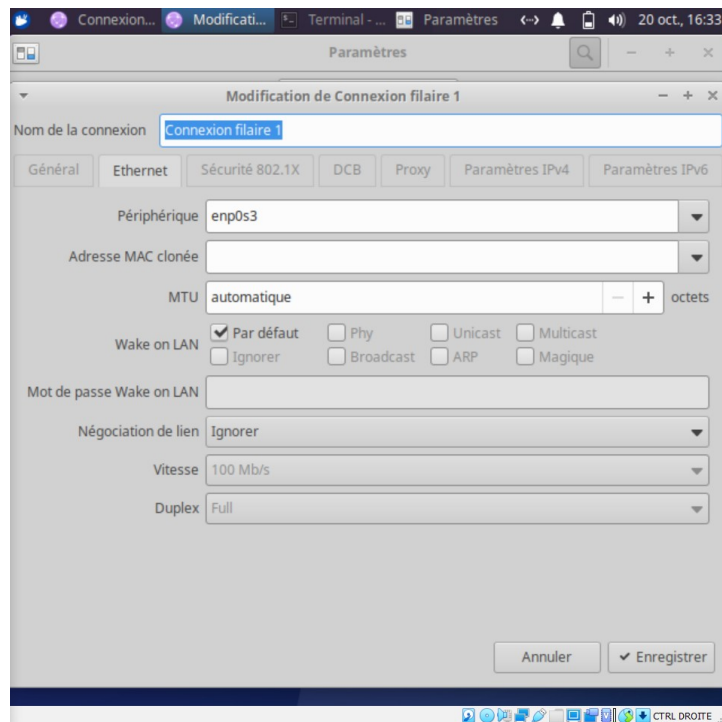 Connexion... Modificati... Terminal - ... Paramètres 20 oct., 16:33
Paramètres
Modification de Connexion filaire 1
Nom de la connexion Connexion filaire 1
Général Ethernet Sécurité 802.1X DCB Proxy Paramètres IPv4 Paramètres IPv6
Périphérique enp0s3
Adresse MAC clonée
MTU automatique octets
Wake on LAN Par défaut Phy Unicast Multicast
Ignorer Broadcast ARP Magique
Mot de passe Wake on LAN
Négociation de lien Ignorer
Vitesse 100 Mb/s
Duplex Full
Annuler Enregistrer
CTRL DROITE